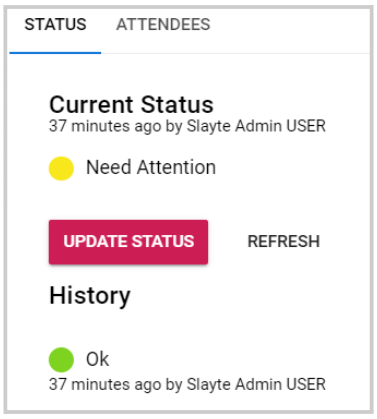 STATUS ATTENDEES
Current Status
37 minutes ago by Slayte Admin USER
Need Attention
UPDATE STATUS REFRESH
History
Ok
37 minutes ago by Slayte Admin USER